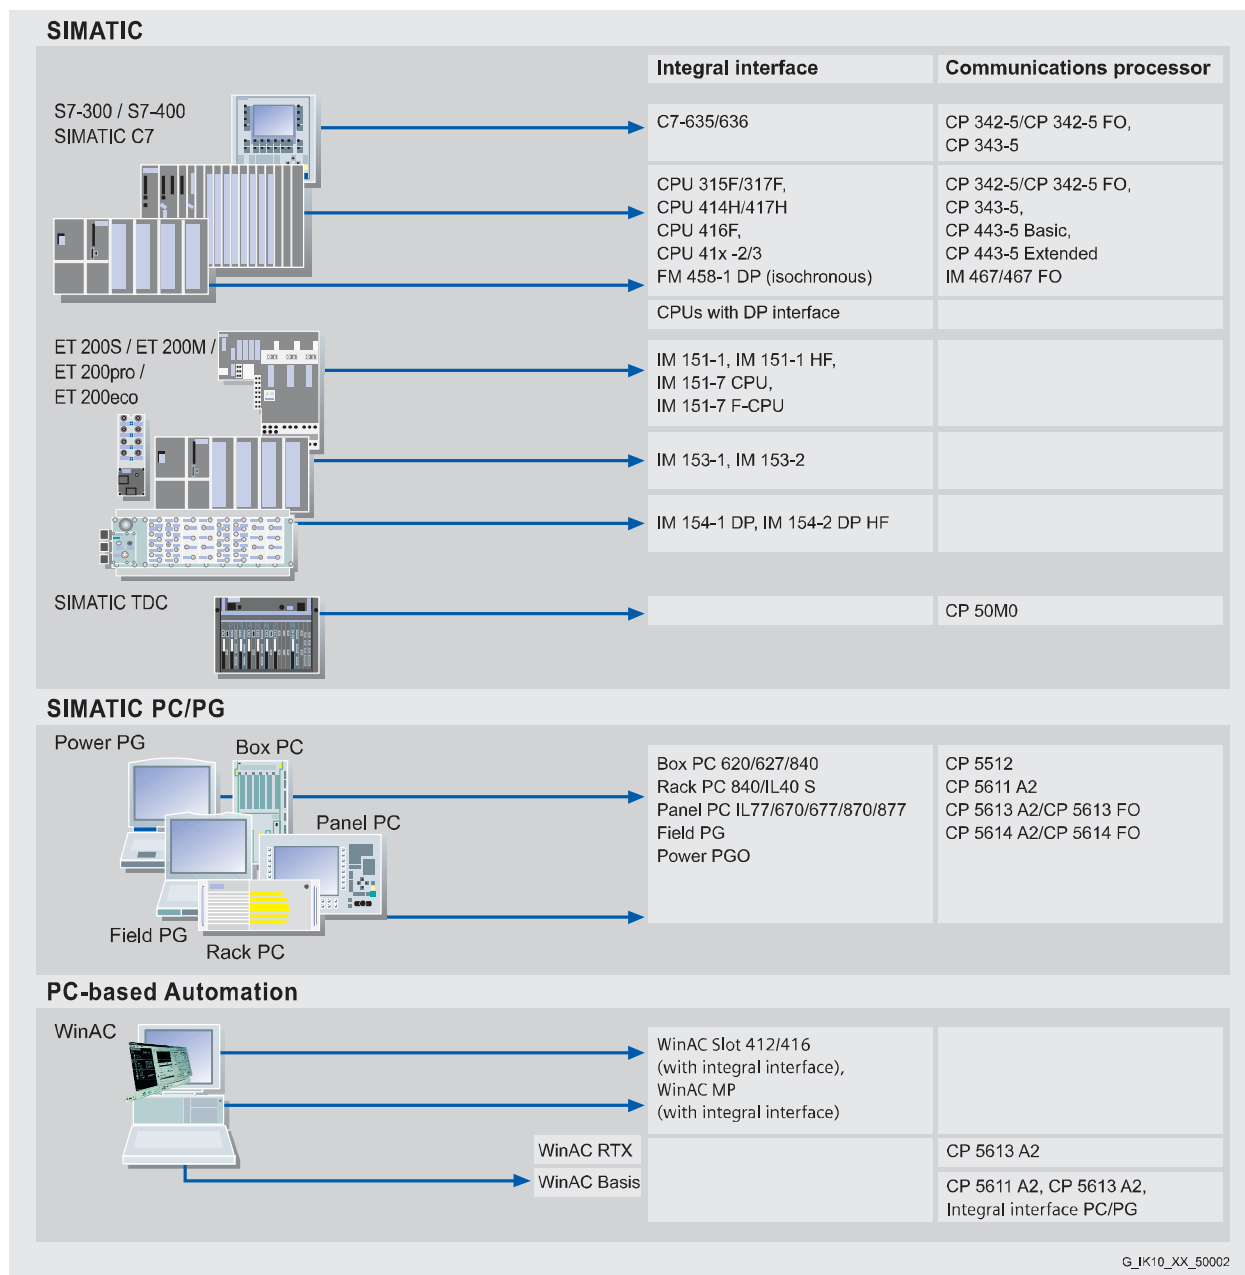 SIMATIC
Integral interface
Communications processor
S7-300 / S7-400
SIMATIC C7
C7-635/636
CP 342-5/CP 342-5 FO,
CP 343-5
CPU 315F/317F,
CPU 414H/417H
CPU 416F,
CPU 41x -2/3
FM 458-1 DP (isochronous)
CP 342-5/CP 342-5 FO,
CP 343-5,
CP 443-5 Basic,
CP 443-5 Extended
IM 467/467 FO
CPUs with DP interface
ET 200S / ET 200M /
ET 200pro /
ET 200eco
IM 151-1, IM 151-1 HF,
IM 151-7 CPU,
IM 151-7 F-CPU
IM 153-1, IM 153-2
IM 154-1 DP, IM 154-2 DP HF
SIMATIC TDC
CP 50M0
SIMATIC PC/PG
Power PG
Box PC
Panel PC
Field PG
Rack PC
Box PC 620/627/840
Rack PC 840/IL40 S
Panel PC IL77/670/677/870/877
Field PG
Power PGO
CP 5512
CP 5611 A2
CP 5613 A2/CP 5613 FO
CP 5614 A2/CP 5614 FO
PC-based Automation
WinAC
WinAC Slot 412/416
(with integral interface),
WinAC MP
(with integral interface)
WinAC RTX
CP 5613 A2
WinAC Basis
CP 5611 A2, CP 5613 A2,
Integral interface PC/PG
G_IK10_XX_50002